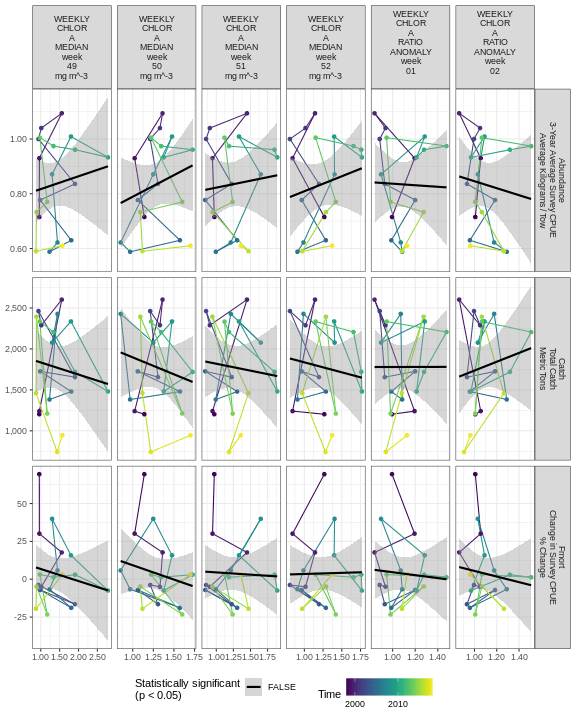 WEEKLY
CHLOR
A
MEDIAN
week
49
mg m^-3
WEEKLY
CHLOR
A
MEDIAN
week
50
mg m^-3
WEEKLY
CHLOR
A
MEDIAN
week
51
mg m^-3
WEEKLY
CHLOR
A
MEDIAN
week
52
mg m^-3
WEEKLY
CHLOR
A
RATIO
ANOMALY
week
01
WEEKLY
CHLOR
A
RATIO
ANOMALY
week
02
1.00
0.80
0.60
Abundance
3-Year Average Survey CPUE
Average Kilograms/Tow
2,500
2,000
1,500
1,000
Catch
Total Catch
Metric Tons
50
25
0
-25
Fmort
Change in Survey CPUE
% Change
1.00 1.50 2.00 2.50
1.00 1.25 1.50 1.75
1.00 1.25 1.50 1.75
1.00 1.25 1.50 1.75
1.00 1.20 1.40
1.00 1.20 1.40
Statistically significant
(p < 0.05)
FALSE
Time
2000 2010